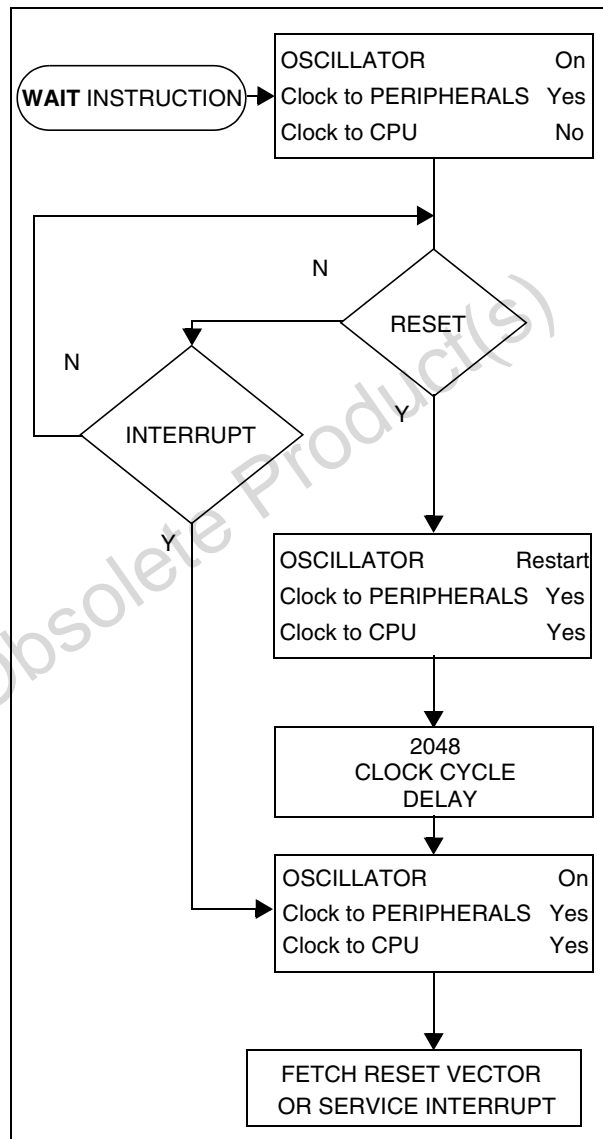 OSCILLATOR On
WAIT INSTRUCTION
Clock to PERIPHERALS Yes
Clock to CPU No
N
RESET
N
INTERRUPT
Y
Y
OSCILLATOR Restart
Clock to PERIPHERALS Yes
Clock to CPU Yes
2048
CLOCK CYCLE
DELAY
OSCILLATOR On
Clock to PERIPHERALS Yes
Clock to CPU Yes
FETCH RESET VECTOR
OR SERVICE INTERRUPT
Obsolete Product(s)